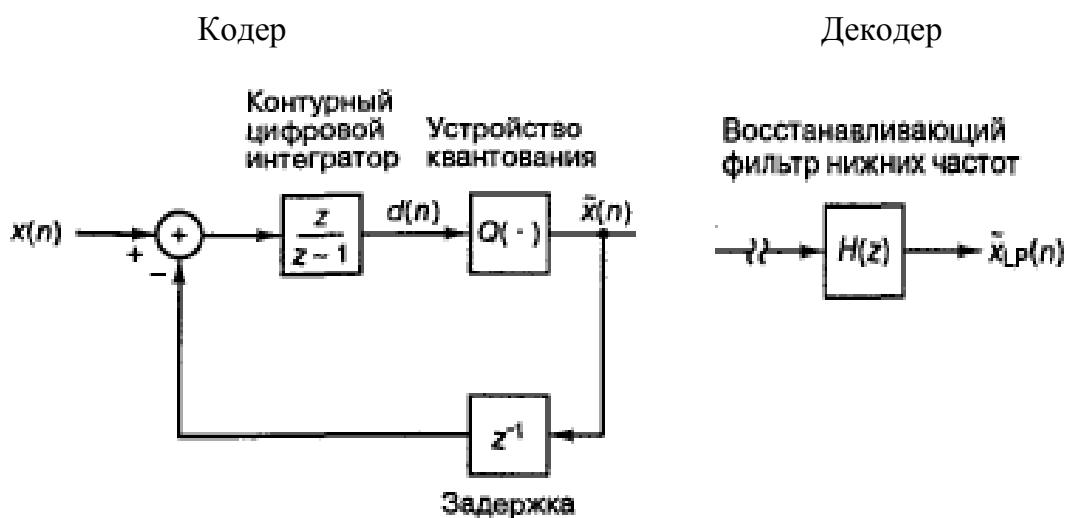 Кодер
Декодер
Контурный
цифровой
интегратор
Устройство
квантования
x(n)
+
+
−
z
z − 1
d(n)
Q(·)
x̃(n)
z⁻¹
Задержка
Восстанавливающий
фильтр нижних частот
H(z)
x̃LP(n)